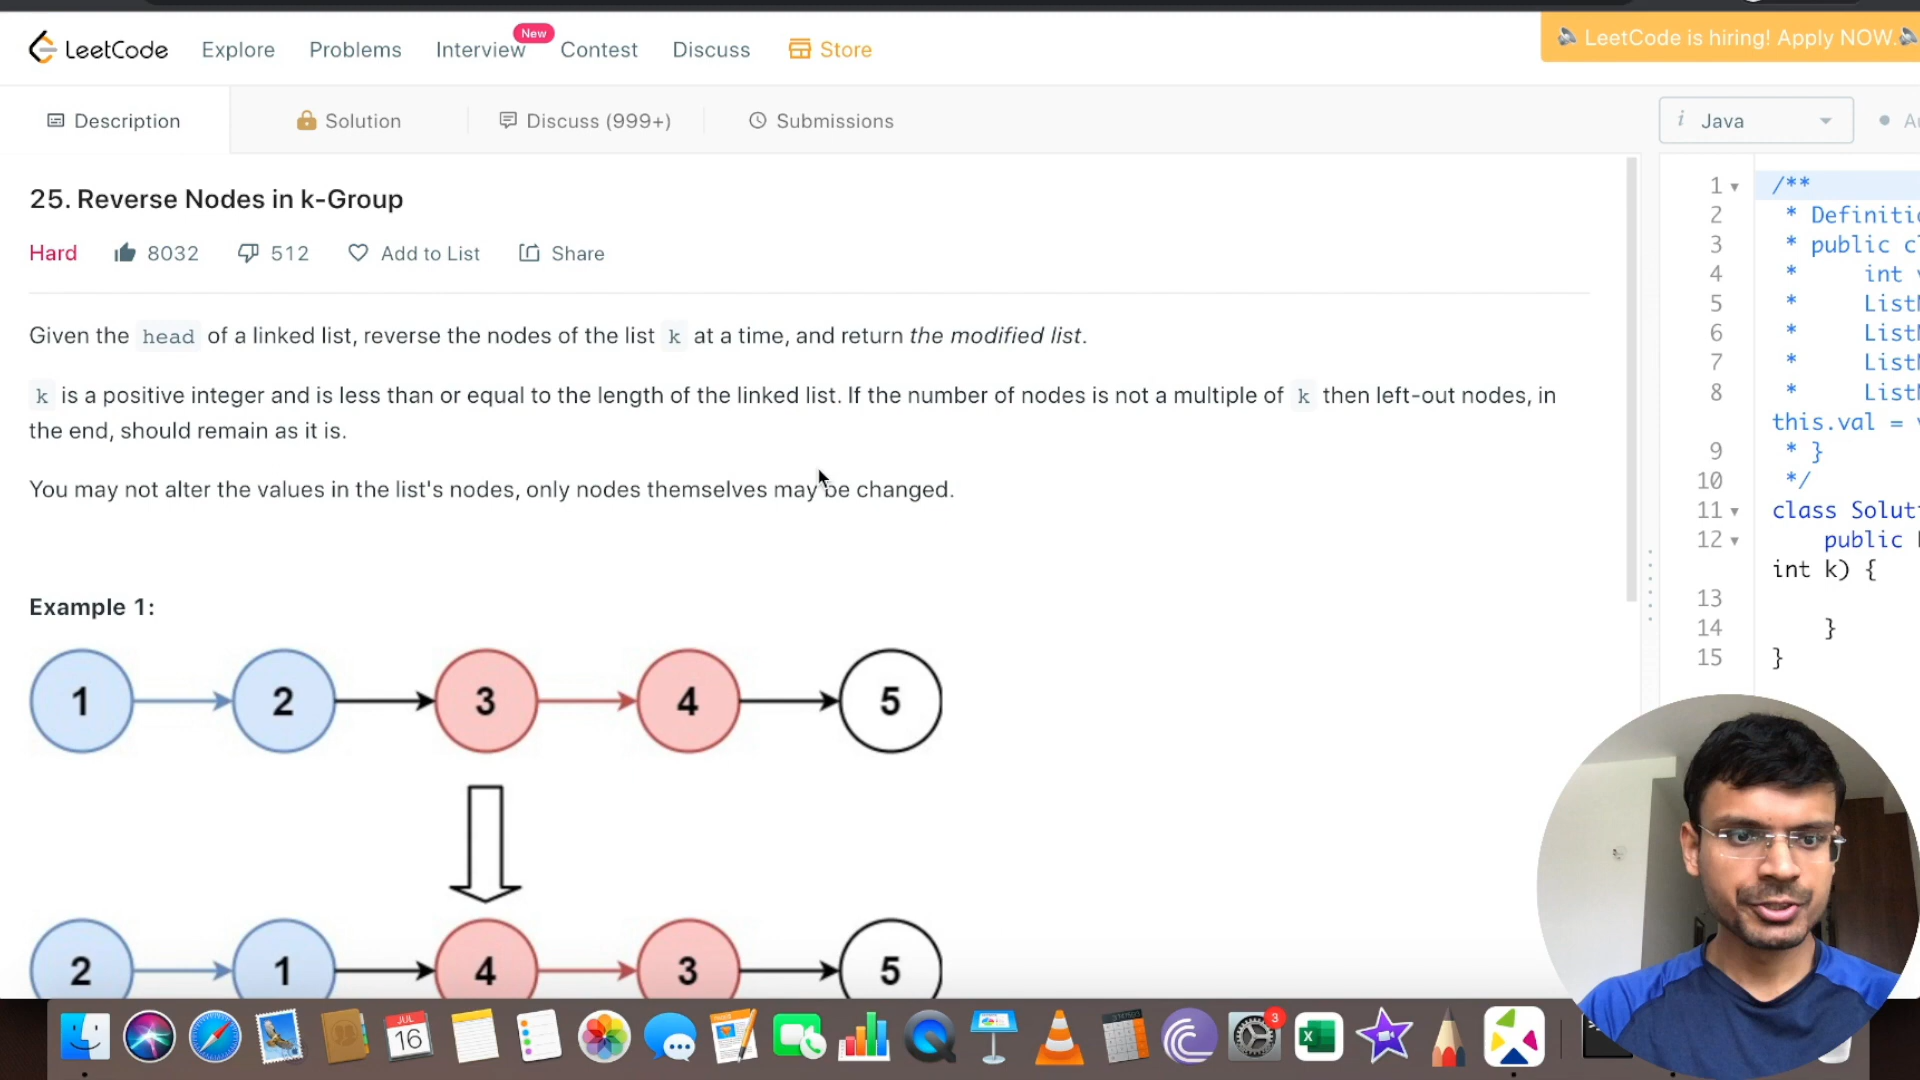 LeetCode Explore Problems Interview New Contest Discuss Store LeetCode is hiring! Apply NOW.
Description Solution Discuss (999+) Submissions i Java
25. Reverse Nodes in k-Group
Hard 8032 512 Add to List Share
Given the head of a linked list, reverse the nodes of the list k at a time, and return the modified list.
k is a positive integer and is less than or equal to the length of the linked list. If the number of nodes is not a multiple of k then left-out nodes, in
the end, should remain as it is.
You may not alter the values in the list's nodes, only nodes themselves may be changed.
Example 1:
1 2 3 4 5
2 1 4 3 5
1 /**
2 * Definiti
3 * public c
4 * int
5 * List
6 * List
7 * List
8 * List
this.val =
9 * }
10 */
11 class Solut
12 public
int k) {
13
14 }
15 }
JUL
16
3